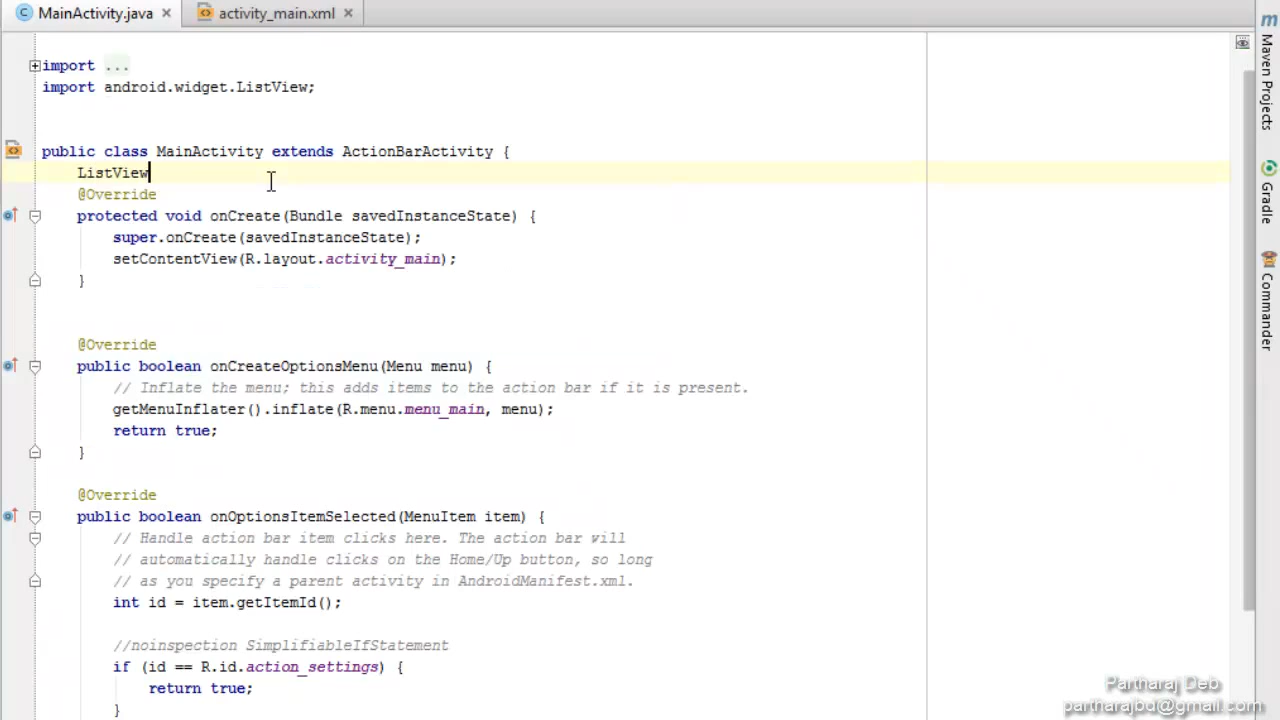 MainActivity.java
activity_main.xml
import ...
import android.widget.ListView;
public class MainActivity extends ActionBarActivity {
ListView
@Override
protected void onCreate(Bundle savedInstanceState) {
super.onCreate(savedInstanceState);
setContentView(R.layout.activity_main);
}
@Override
public boolean onCreateOptionsMenu(Menu menu) {
// Inflate the menu; this adds items to the action bar if it is present.
getMenuInflater().inflate(R.menu.menu_main, menu);
return true;
}
@Override
public boolean onOptionsItemSelected(MenuItem item) {
// Handle action bar item clicks here. The action bar will
// automatically handle clicks on the Home/Up button, so long
// as you specify a parent activity in AndroidManifest.xml.
int id = item.getItemId();
//noinspection SimplifiableIfStatement
if (id == R.id.action_settings) {
return true;
}
Maven Projects
Gradle
Commander
Partharaj Deb
partharajbd@gmail.com